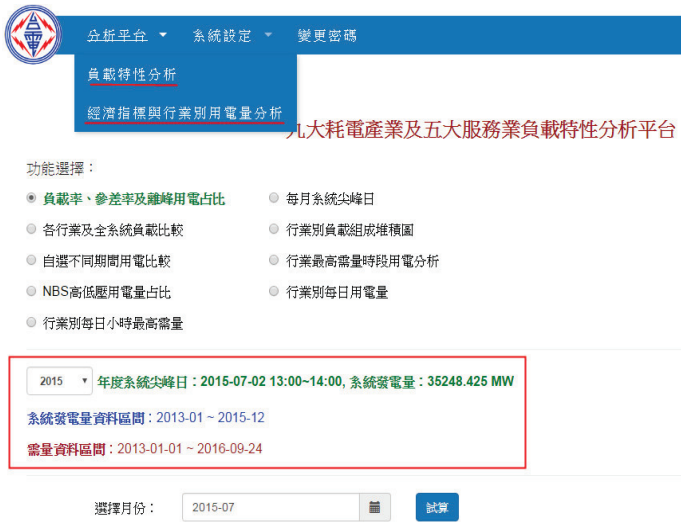 分析平台 系統設定 變更密碼
負載特性分析
經濟指標與行業別用電量分析
九大耗電產業及五大服務業負載特性分析平台
功能選擇：
負載率、參差率及離峰用電占比 每月系統尖峰日
各行業及全系統負載比較 行業別負載組成堆積圖
自選不同期間用電比較 行業最高需量時段用電分析
NBS高低壓用電量占比 行業別每日用電量
行業別每日小時最高需量
2015 年度系統尖峰日：2015-07-02 13:00~14:00, 系統發電量：35248.425 MW
系統發電量資料區間：2013-01 ~ 2015-12
需量資料區間：2013-01-01 ~ 2016-09-24
選擇月份： 2015-07 試算